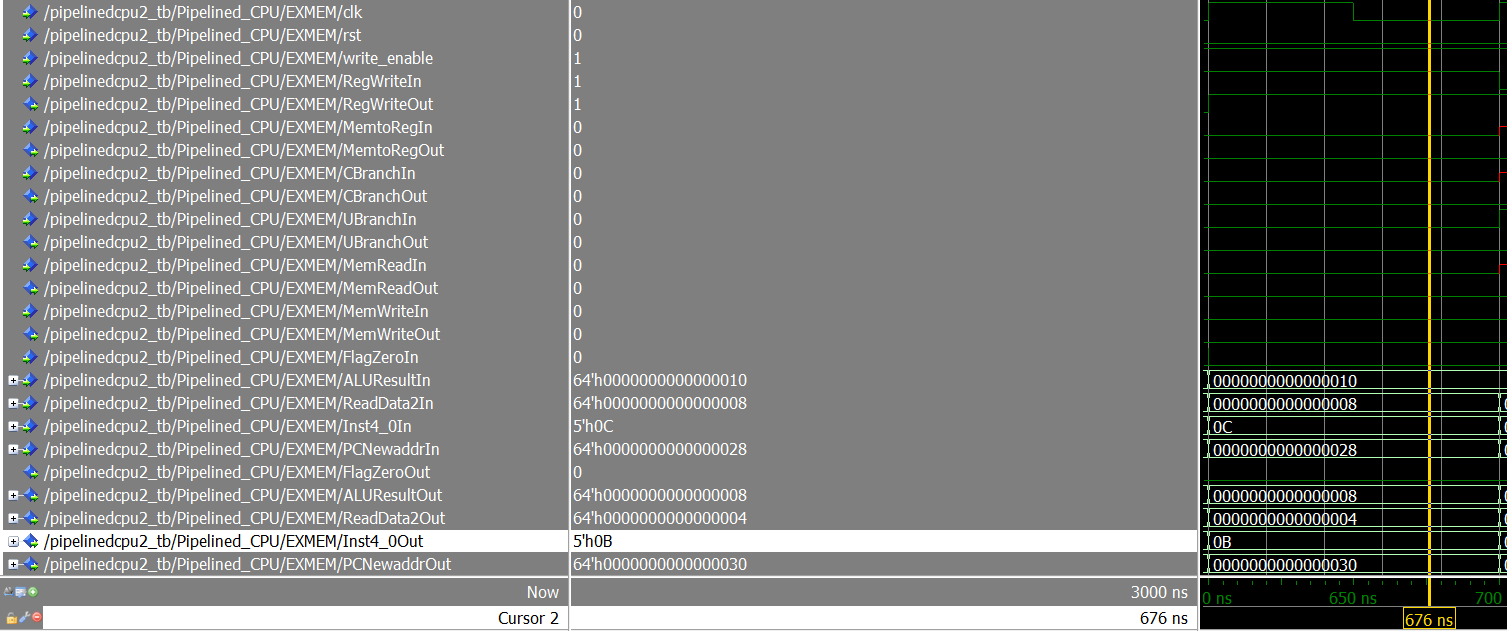 /pipelinedcpu2_tb/Pipelined_CPU/EXMEM/clk 0
/pipelinedcpu2_tb/Pipelined_CPU/EXMEM/rst 0
/pipelinedcpu2_tb/Pipelined_CPU/EXMEM/write_enable 1
/pipelinedcpu2_tb/Pipelined_CPU/EXMEM/RegWriteIn 1
/pipelinedcpu2_tb/Pipelined_CPU/EXMEM/RegWriteOut 1
/pipelinedcpu2_tb/Pipelined_CPU/EXMEM/MemtoRegIn 0
/pipelinedcpu2_tb/Pipelined_CPU/EXMEM/MemtoRegOut 0
/pipelinedcpu2_tb/Pipelined_CPU/EXMEM/CBranchIn 0
/pipelinedcpu2_tb/Pipelined_CPU/EXMEM/CBranchOut 0
/pipelinedcpu2_tb/Pipelined_CPU/EXMEM/UBranchIn 0
/pipelinedcpu2_tb/Pipelined_CPU/EXMEM/UBranchOut 0
/pipelinedcpu2_tb/Pipelined_CPU/EXMEM/MemReadIn 0
/pipelinedcpu2_tb/Pipelined_CPU/EXMEM/MemReadOut 0
/pipelinedcpu2_tb/Pipelined_CPU/EXMEM/MemWriteIn 0
/pipelinedcpu2_tb/Pipelined_CPU/EXMEM/MemWriteOut 0
/pipelinedcpu2_tb/Pipelined_CPU/EXMEM/FlagZeroIn 0
/pipelinedcpu2_tb/Pipelined_CPU/EXMEM/ALUResultIn 64'h0000000000000010 0000000000000010
/pipelinedcpu2_tb/Pipelined_CPU/EXMEM/ReadData2In 64'h0000000000000008 0000000000000008
/pipelinedcpu2_tb/Pipelined_CPU/EXMEM/Inst4_0In 5'h0C 0C
/pipelinedcpu2_tb/Pipelined_CPU/EXMEM/PCNewaddrIn 64'h0000000000000028 0000000000000028
/pipelinedcpu2_tb/Pipelined_CPU/EXMEM/FlagZeroOut 0
/pipelinedcpu2_tb/Pipelined_CPU/EXMEM/ALUResultOut 64'h0000000000000008 0000000000000008
/pipelinedcpu2_tb/Pipelined_CPU/EXMEM/ReadData2Out 64'h0000000000000004 0000000000000004
/pipelinedcpu2_tb/Pipelined_CPU/EXMEM/Inst4_0Out 5'h0B 0B
/pipelinedcpu2_tb/Pipelined_CPU/EXMEM/PCNewaddrOut 64'h0000000000000030 0000000000000030
Now 3000 ns 0 ns 650 ns 700
Cursor 2 676 ns 676 ns